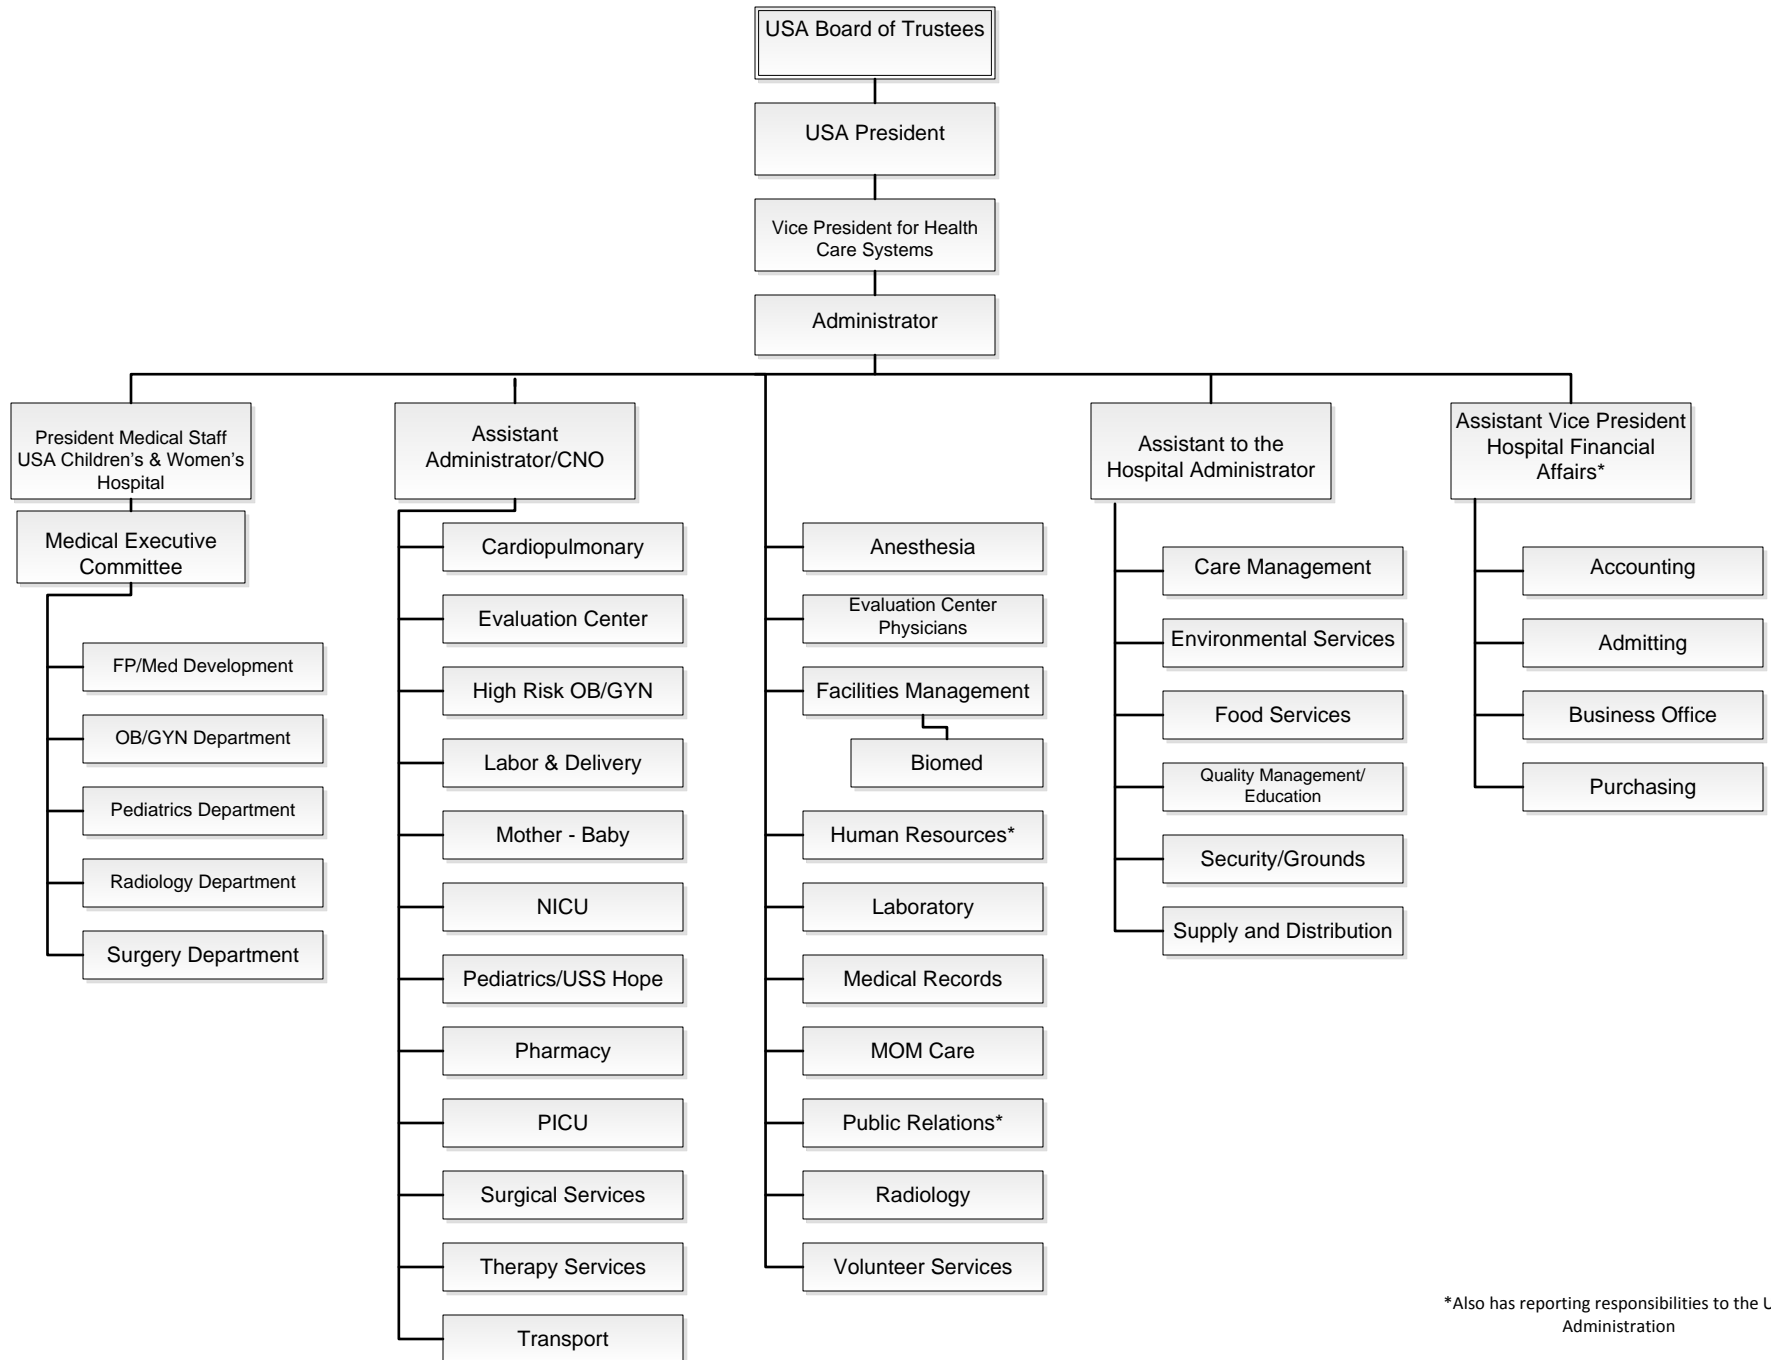 USA Board of Trustees
USA President
Vice President for Health
Care Systems
Administrator
President Medical Staff
USA Children's & Women's
Hospital
Medical Executive
Committee
FP/Med Development
OB/GYN Department
Pediatrics Department
Radiology Department
Surgery Department
Assistant
Administrator/CNO
Cardiopulmonary
Evaluation Center
High Risk OB/GYN
Labor & Delivery
Mother - Baby
NICU
Pediatrics/USS Hope
Pharmacy
PICU
Surgical Services
Therapy Services
Transport
Anesthesia
Evaluation Center
Physicians
Facilities Management
Biomed
Human Resources*
Laboratory
Medical Records
MOM Care
Public Relations*
Radiology
Volunteer Services
Assistant to the
Hospital Administrator
Care Management
Environmental Services
Food Services
Quality Management/
Education
Security/Grounds
Supply and Distribution
Assistant Vice President
Hospital Financial
Affairs*
Accounting
Admitting
Business Office
Purchasing
*Also has reporting responsibilities to the
Administration